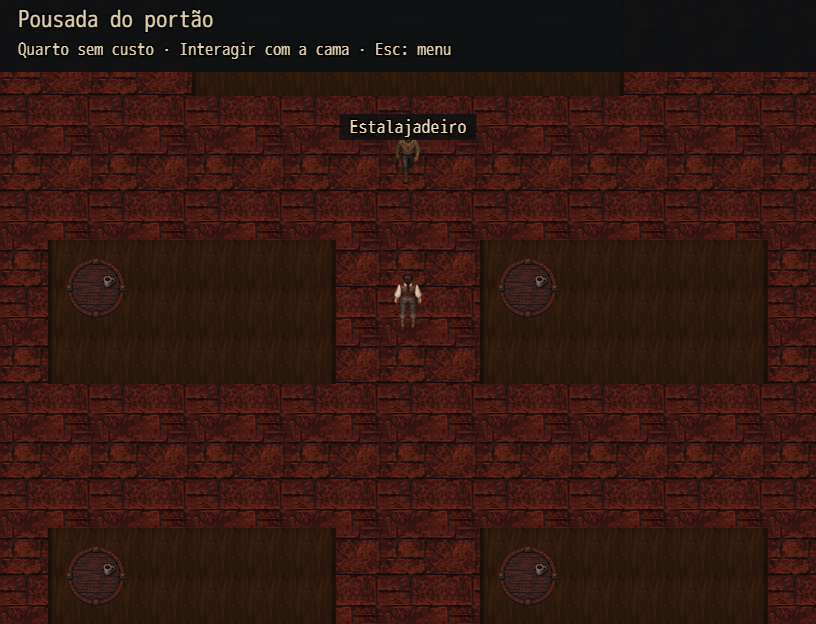 Pousada do portão
Quarto sem custo · Interagir com a cama · Esc: menu
Estalajadeiro